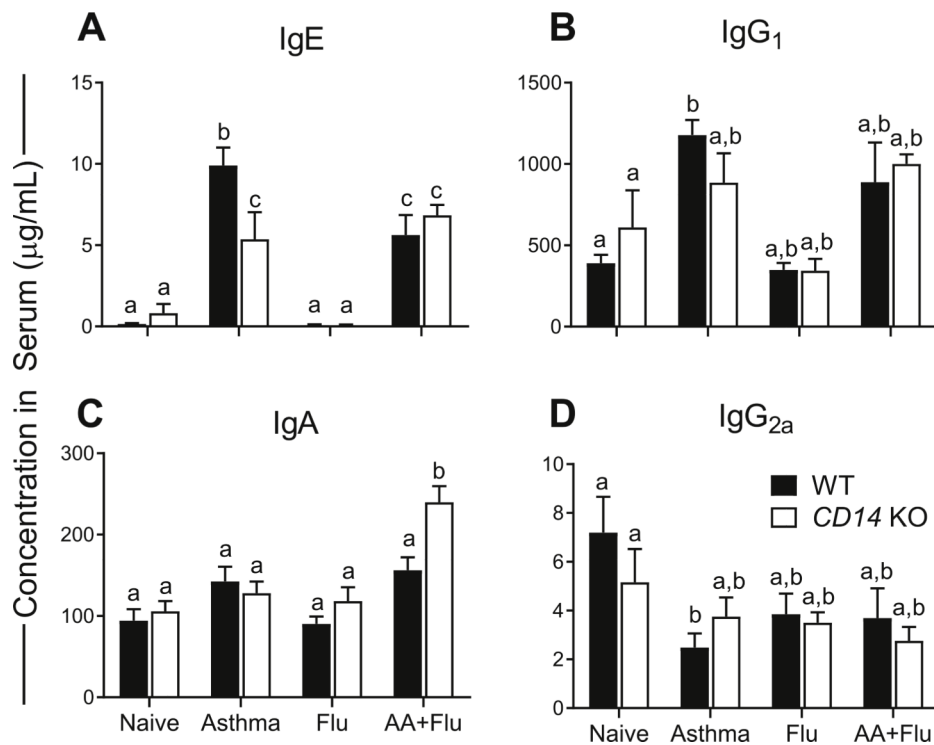 A
IgE
15
10
5
0
a
a
b
c
a
a
c
c
B
IgG1
1500
1000
500
0
a
a
b
a,b
a,b
a,b
a,b
a,b
C
IgA
300
200
100
0
a
a
a
a
a
a
a
b
Naive
Asthma
Flu
AA+Flu
D
IgG2a
10
8
6
4
2
0
a
a
b
a,b
a,b
a,b
a,b
a,b
WT
CD14 KO
Naive
Asthma
Flu
AA+Flu
Concentration in Serum (μg/mL)